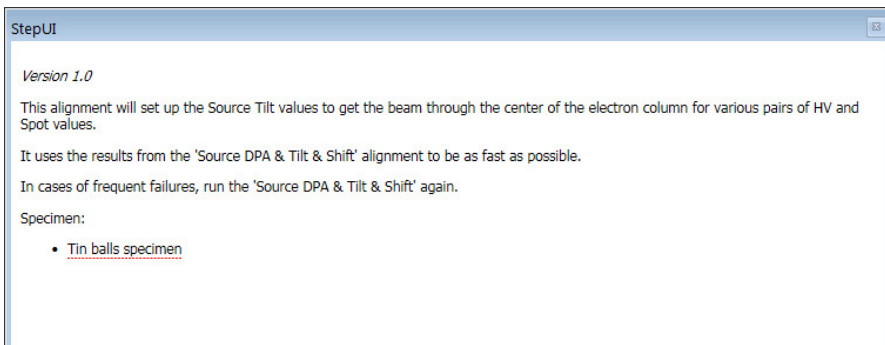 StepUI
Version 1.0
This alignment will set up the Source Tilt values to get the beam through the center of the electron column for various pairs of HV and
Spot values.
It uses the results from the 'Source DPA & Tilt & Shift' alignment to be as fast as possible.
In cases of frequent failures, run the 'Source DPA & Tilt & Shift' again.
Specimen:
• Tin balls specimen